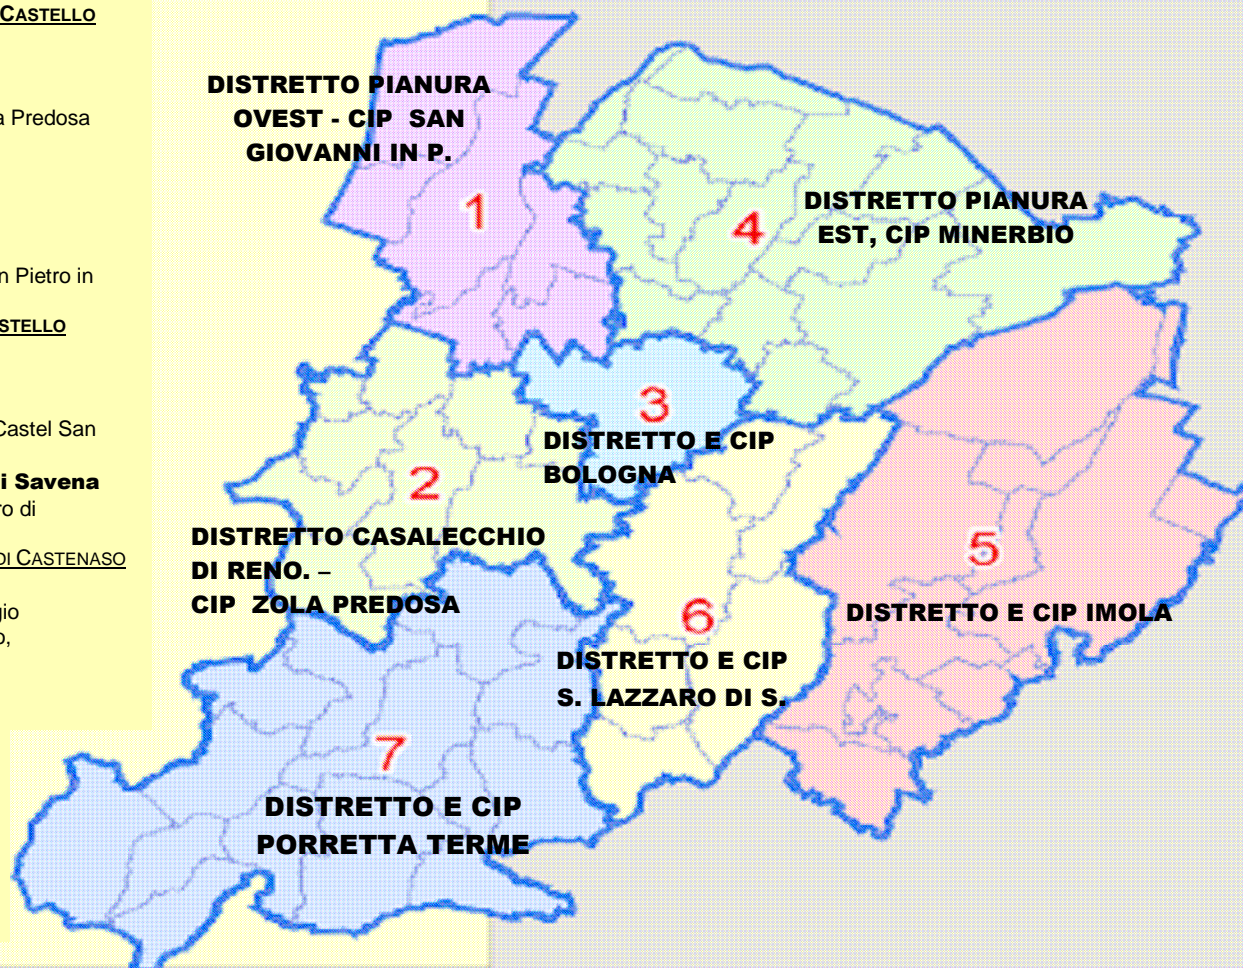 CASTELLO
a Predosa
n Pietro in
STELLO
Castel San
i Savena
ro di
DI CASTENASO
gio
o,
DISTRETTO PIANURA
OVEST - CIP SAN
GIOVANNI IN P.
1
4
DISTRETTO PIANURA
EST, CIP MINERBIO
3
DISTRETTO E CIP
BOLOGNA
2
DISTRETTO CASALECCHIO
DI RENO. –
CIP ZOLA PREDOSA
5
DISTRETTO E CIP IMOLA
6
DISTRETTO E CIP
S. LAZZARO DI S.
7
DISTRETTO E CIP
PORRETTA TERME